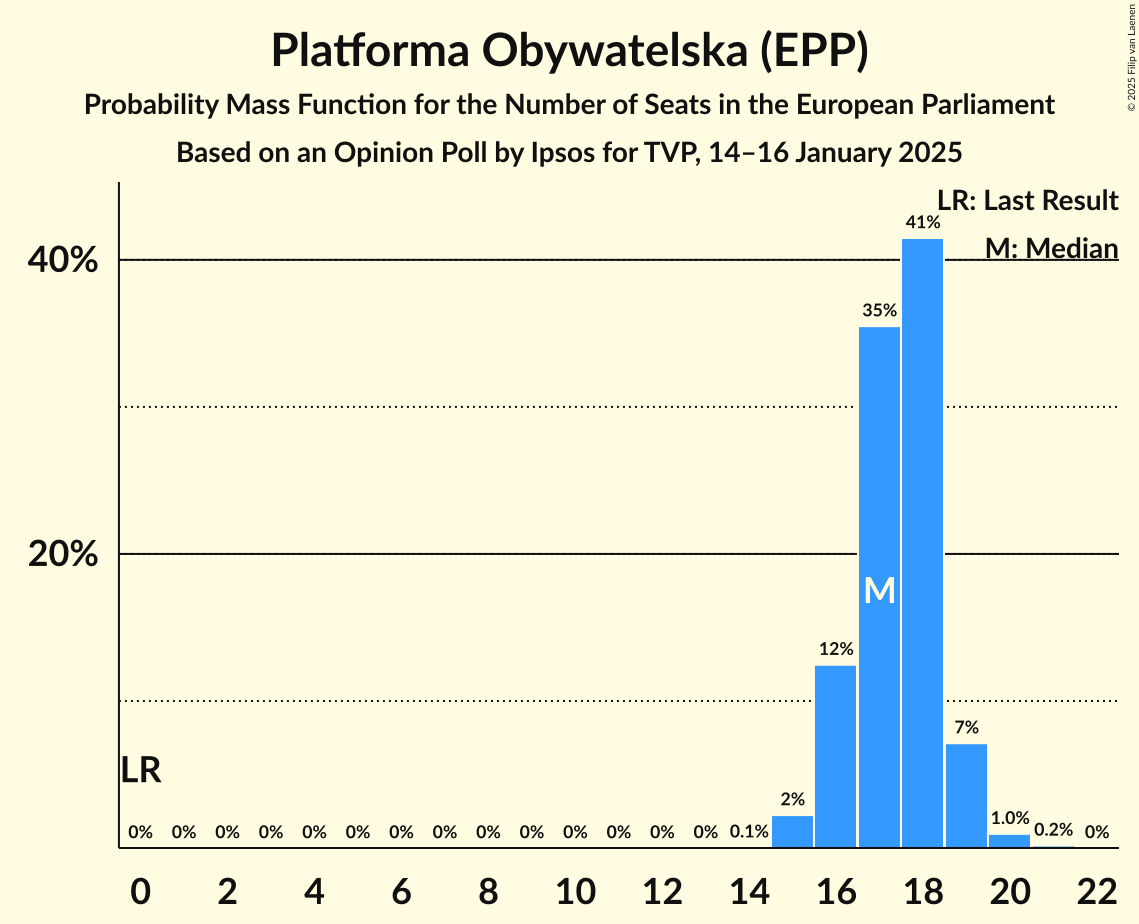 Platforma Obywatelska (EPP)
Probability Mass Function for the Number of Seats in the European Parliament
Based on an Opinion Poll by Ipsos for TVP, 14–16 January 2025
© 2025 Filip van Laenen
LR: Last Result
M: Median
40%
20%
41%
35%
M
12%
7%
LR
2%
0% 0% 0% 0% 0% 0% 0% 0% 0% 0% 0% 0% 0% 0% 0.1% 1.0% 0.2% 0%
0 2 4 6 8 10 12 14 16 18 20 22